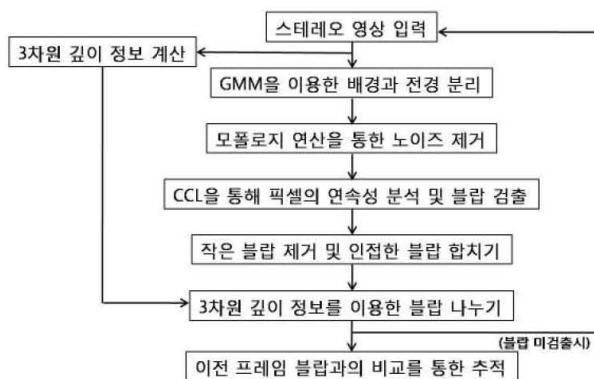 스테레오 영상 입력
3차원 깊이 정보 계산
GMM을 이용한 배경과 전경 분리
모폴로지 연산을 통한 노이즈 제거
CCL을 통해 픽셀의 연속성 분석 및 블랍 검출
작은 블랍 제거 및 인접한 블랍 합치기
3차원 깊이 정보를 이용한 블랍 나누기
(블랍 미검출시)
이전 프레임 블랍과의 비교를 통한 추적